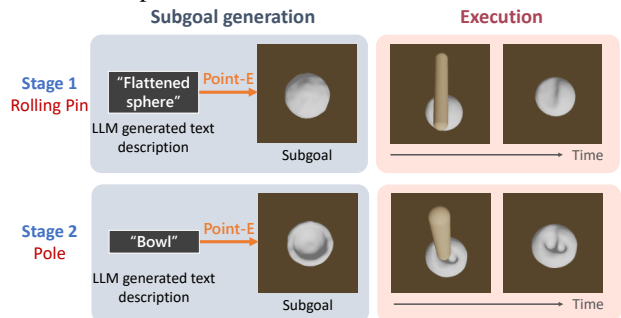 Subgoal generation
Execution
Stage 1
Rolling Pin
“Flattened
sphere”
Point-E
LLM generated text
description
Subgoal
Time
Stage 2
Pole
“Bowl”
Point-E
LLM generated text
description
Subgoal
Time